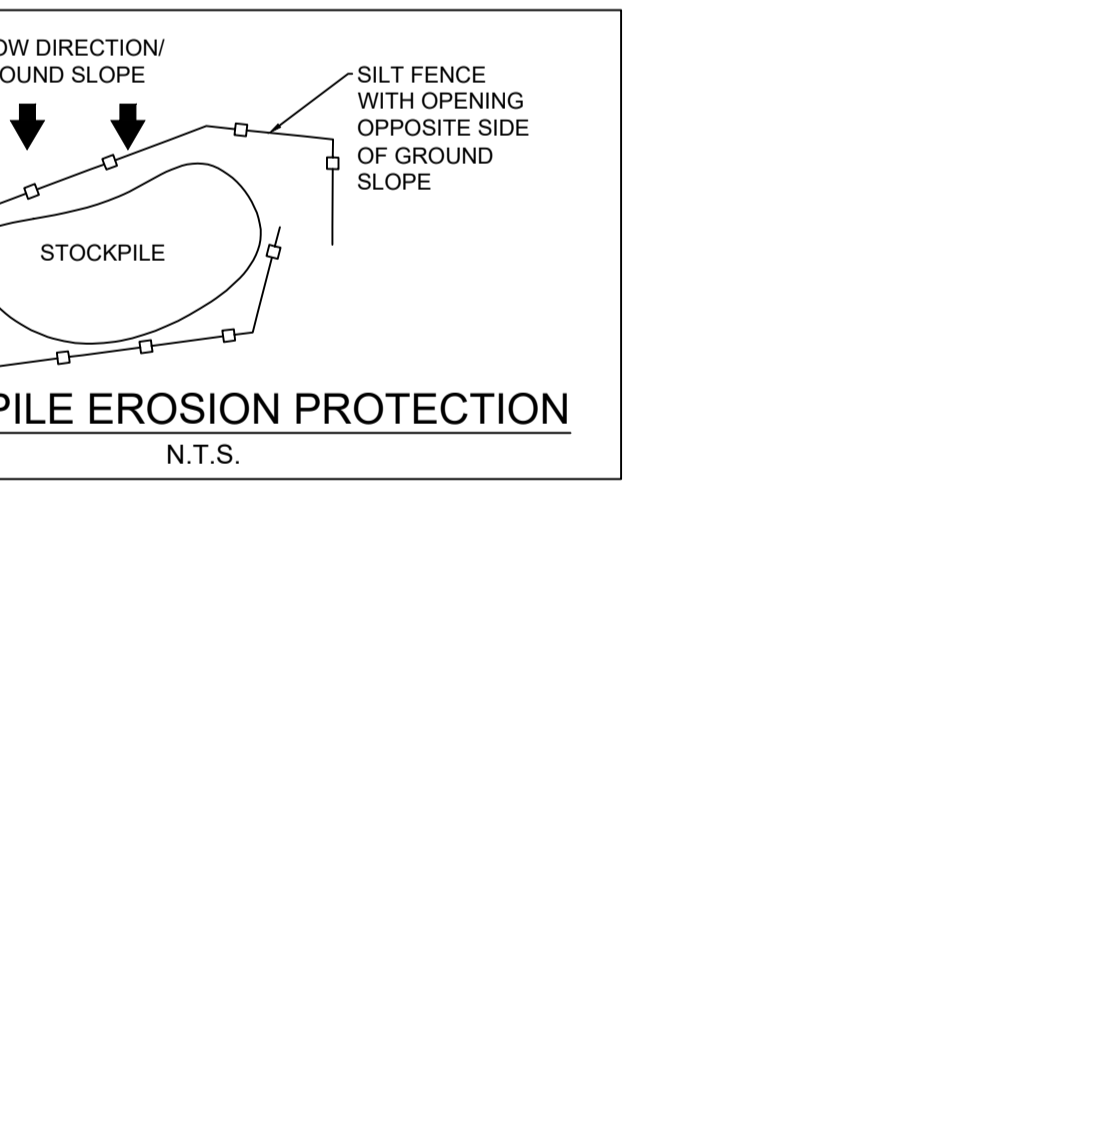 OW DIRECTION/
OUND SLOPE
SILT FENCE
WITH OPENING
OPPOSITE SIDE
OF GROUND
SLOPE
STOCKPILE
PILE EROSION PROTECTION
N.T.S.